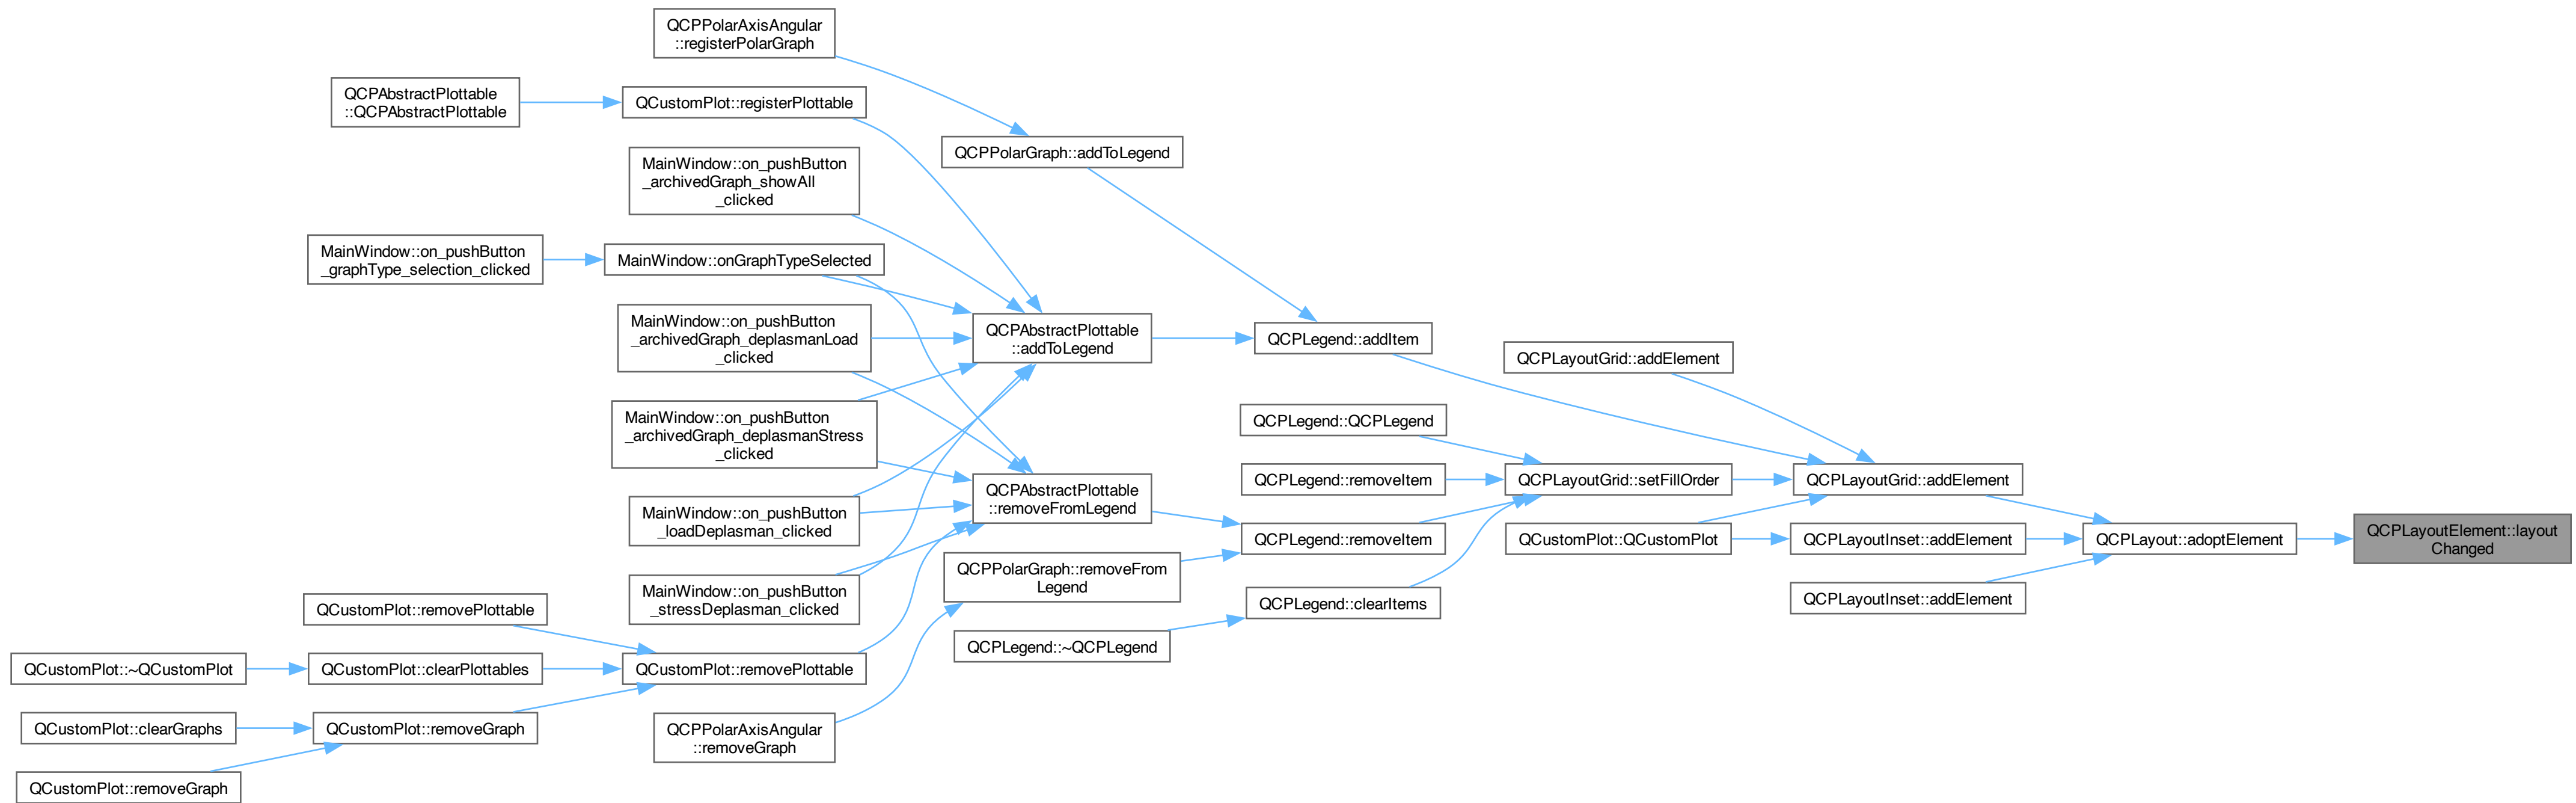 QCPPolarAxisAngular
::registerPolarGraph
QCPAbstractPlottable
::QCPAbstractPlottable
QCustomPlot::registerPlottable
QCPPolarGraph::addToLegend
MainWindow::on_pushButton
_archivedGraph_showAll
_clicked
MainWindow::on_pushButton
_graphType_selection_clicked
MainWindow::onGraphTypeSelected
MainWindow::on_pushButton
_archivedGraph_deplasmanLoad
_clicked
QCPAbstractPlottable
::addToLegend
QCPLegend::addItem
QCPLayoutGrid::addElement
MainWindow::on_pushButton
_archivedGraph_deplasmanStress
_clicked
QCPLegend::QCPLegend
QCPLegend::removeItem
QCPLayoutGrid::setFillOrder
QCPLayoutGrid::addElement
MainWindow::on_pushButton
_loadDeplasman_clicked
QCPAbstractPlottable
::removeFromLegend
QCPLegend::removeItem
QCustomPlot::QCustomPlot
QCPLayoutInset::addElement
QCPLayout::adoptElement
QCPLayoutElement::layout
Changed
MainWindow::on_pushButton
_stressDeplasman_clicked
QCPPolarGraph::removeFrom
Legend
QCPLegend::clearItems
QCPLayoutInset::addElement
QCustomPlot::removePlottable
QCPLegend::~QCPLegend
QCustomPlot::~QCustomPlot
QCustomPlot::clearPlottables
QCustomPlot::removePlottable
QCustomPlot::clearGraphs
QCustomPlot::removeGraph
QCPPolarAxisAngular
::removeGraph
QCustomPlot::removeGraph